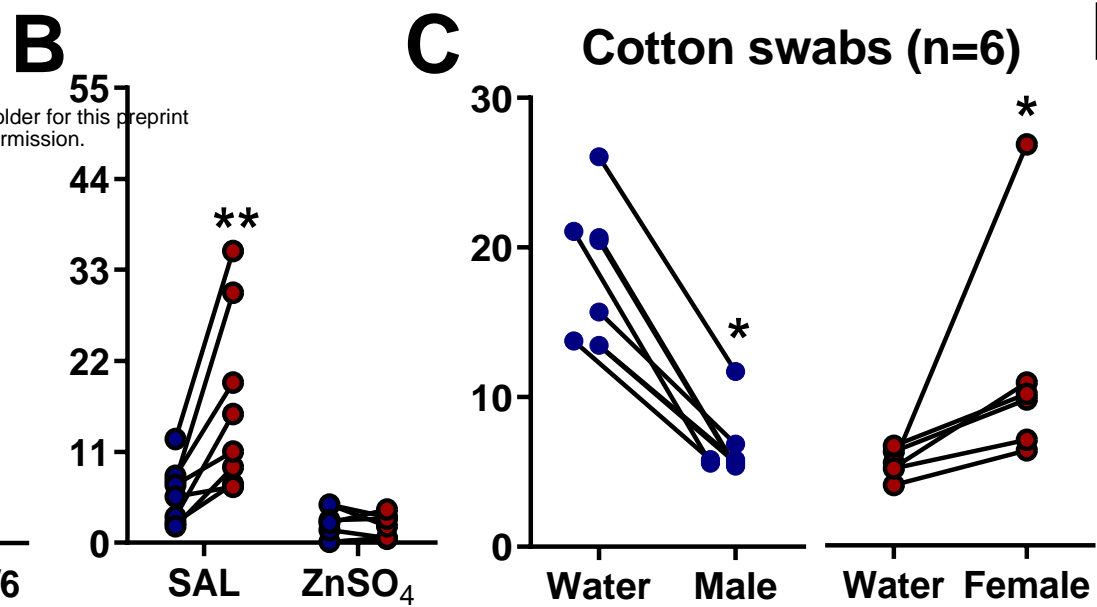 B
C
Cotton swabs (n=6)
older for this preprint
rmission.
55
44
33
22
11
0
**
SAL
ZnSO₄
6
30
20
10
0
*
*
Water
Male
Water
Female